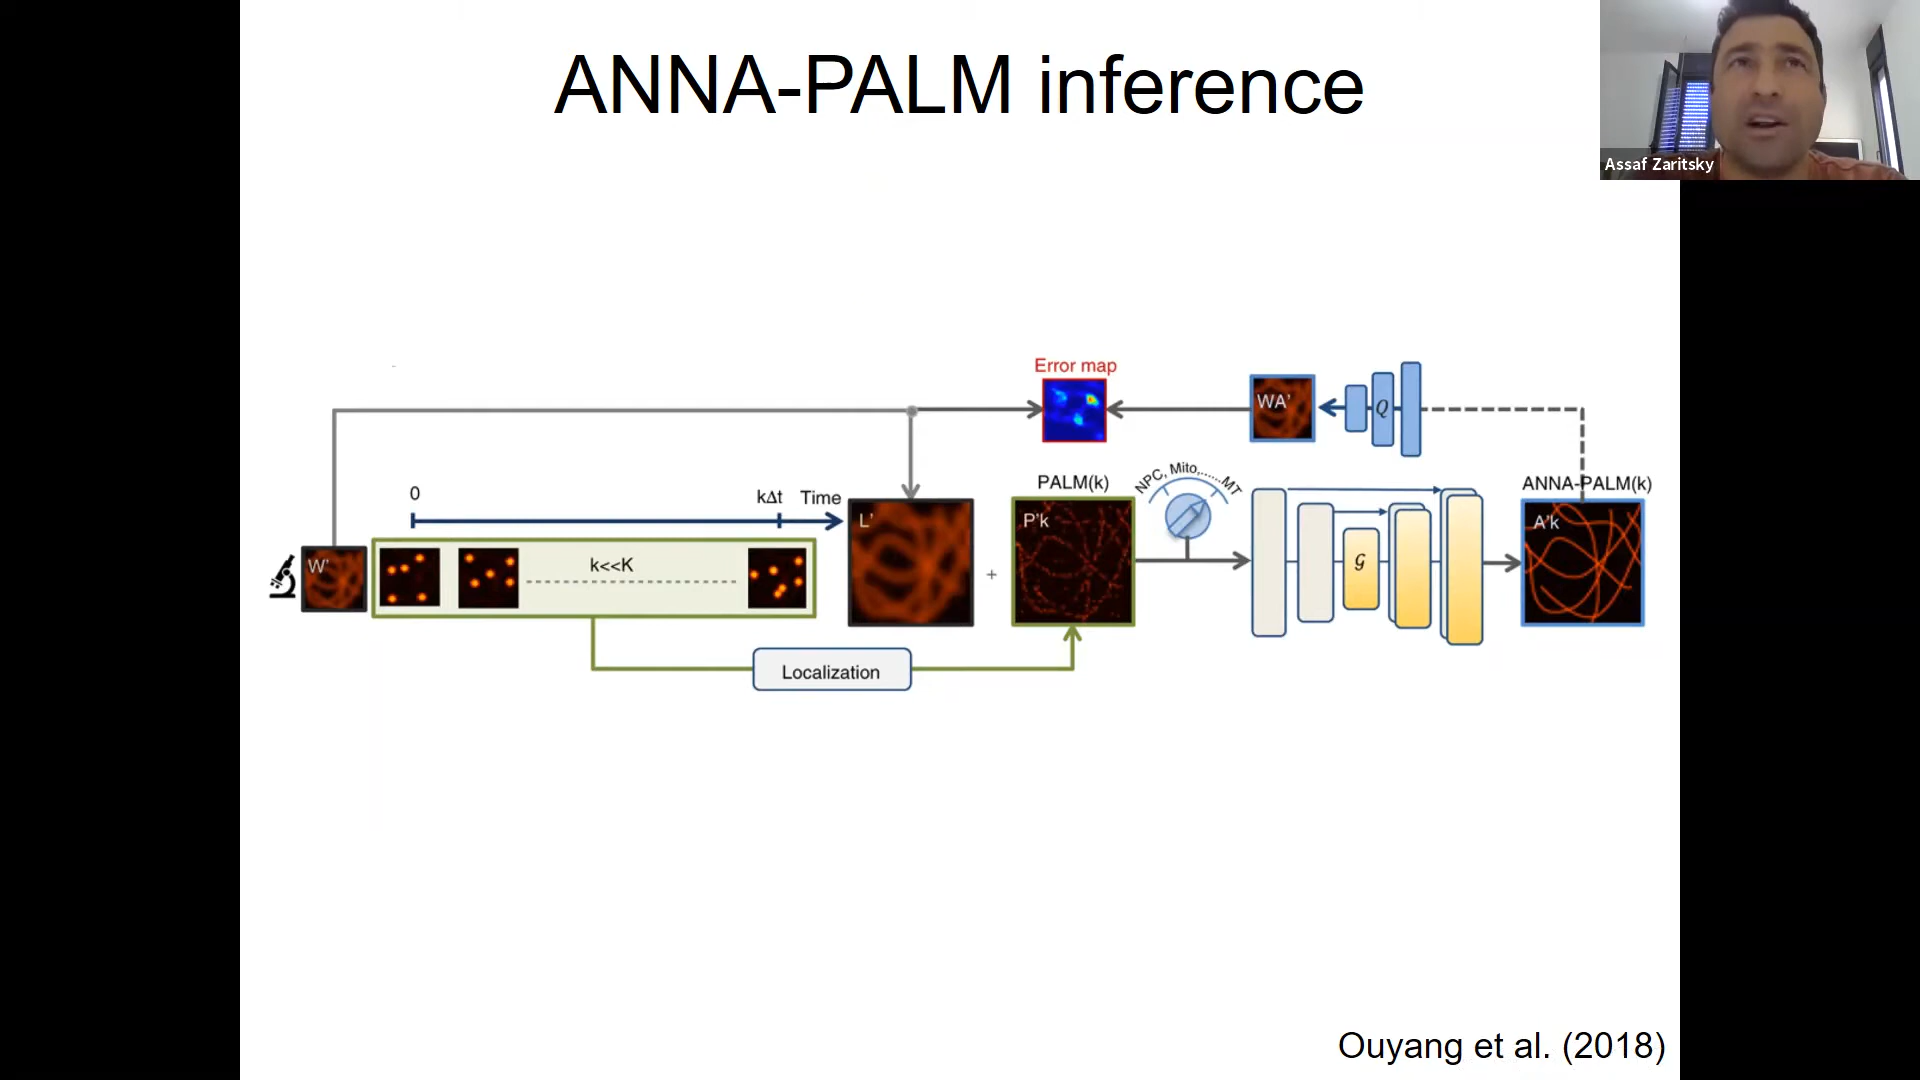 ANNA-PALM inference
Assaf Zaritsky
Error map
WA’
Q
0
kΔt
Time
PALM(k)
NPC, Mito,......MT
ANNA-PALM(k)
W’
k<<K
L’
+
P’k
G
A’k
Localization
Ouyang et al. (2018)